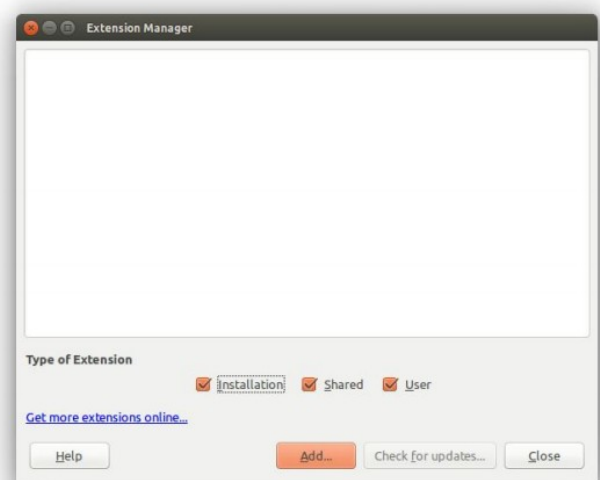 Extension Manager
Type of Extension
Installation Shared User
Get more extensions online...
Help Add... Check for updates... Close